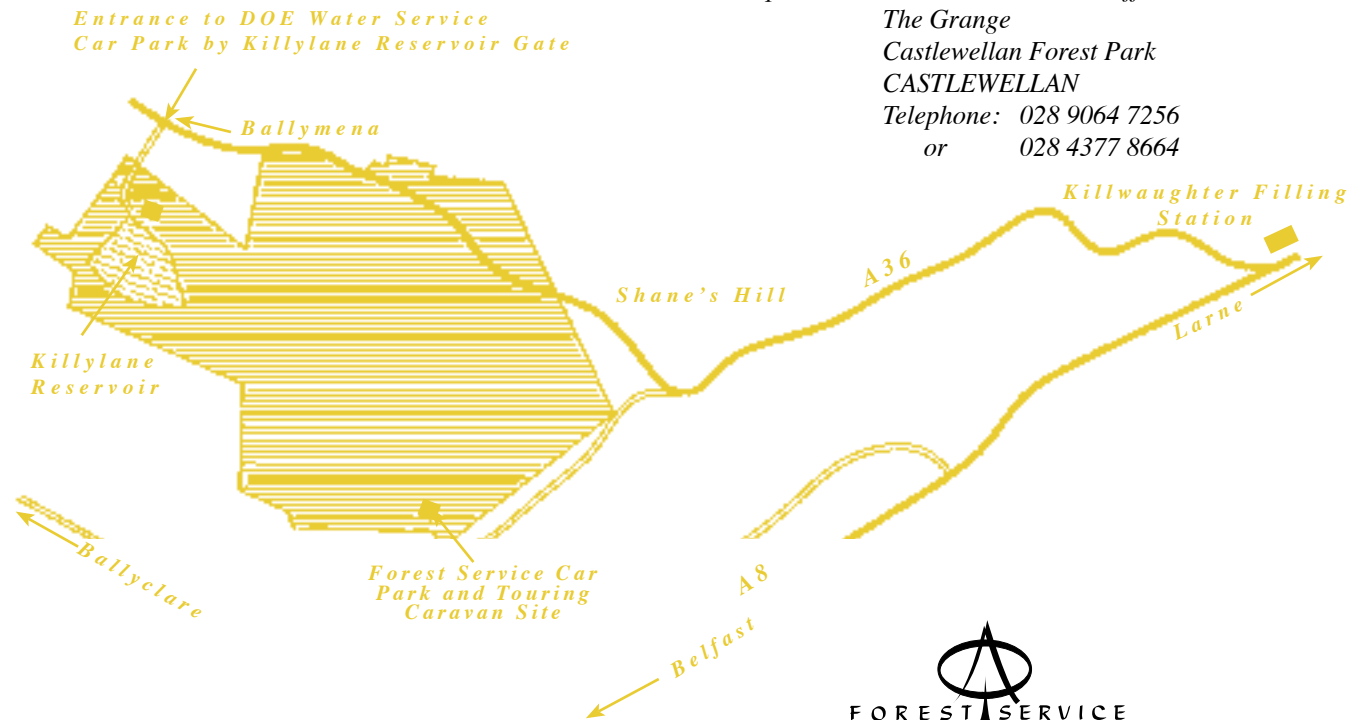 The Grange
Castlewellan Forest Park
CASTLEWELLAN
Telephone: 028 9064 7256
or 028 4377 8664
Entrance to DOE Water Service
Car Park by Killylane Reservoir Gate
Ballymena
Killwaughter Filling
Station
A36
Shane's Hill
Larne
Killylane
Reservoir
Ballyclare
Forest Service Car
Park and Touring
Caravan Site
A8
Belfast
FOREST SERVICE